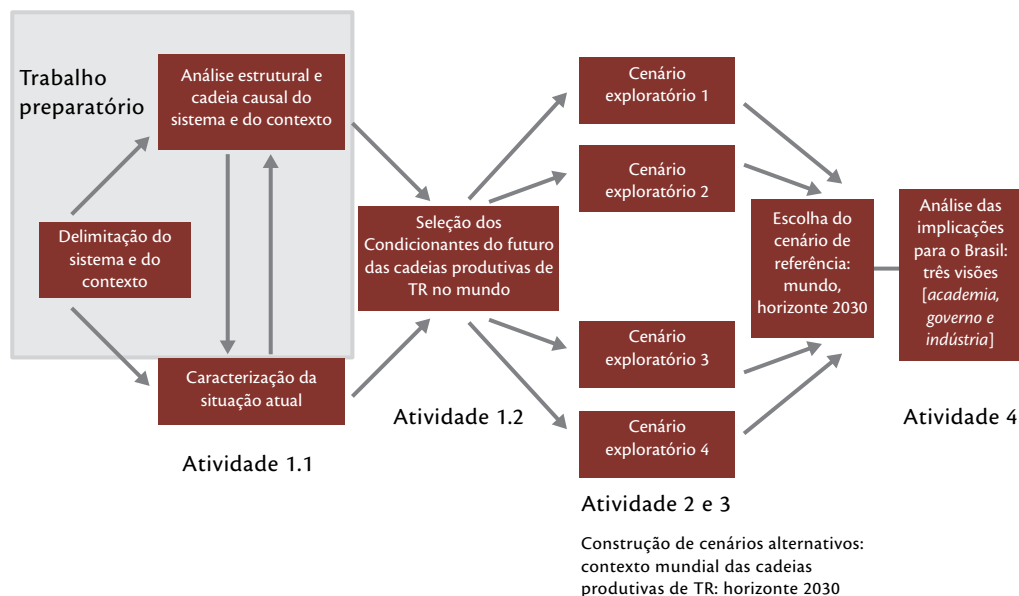 Trabalho
preparatório
Análise estrutural e
cadeia causal do
sistema e do contexto
Delimitação do
sistema e do
contexto
Caracterização da
situação atual
Atividade 1.1
Seleção dos
Condicionantes do futuro
das cadeias produtivas de
TR no mundo
Atividade 1.2
Cenário
exploratório 1
Cenário
exploratório 2
Cenário
exploratório 3
Cenário
exploratório 4
Atividade 2 e 3
Construção de cenários alternativos:
contexto mundial das cadeias
produtivas de TR: horizonte 2030
Escolha do
cenário de
referência:
mundo,
horizonte 2030
Análise das
implicações
para o Brasil:
três visões
[academia,
governo e
indústria]
Atividade 4